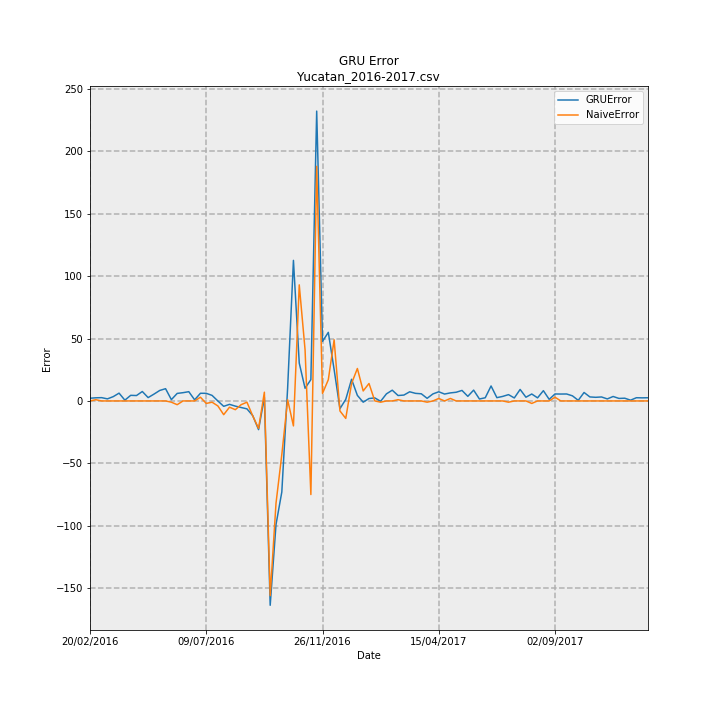 GRU Error
Yucatan_2016-2017.csv
GRUError
NaiveError
250
200
150
100
50
0
−50
−100
−150
Error
20/02/2016
09/07/2016
26/11/2016
15/04/2017
02/09/2017
Date